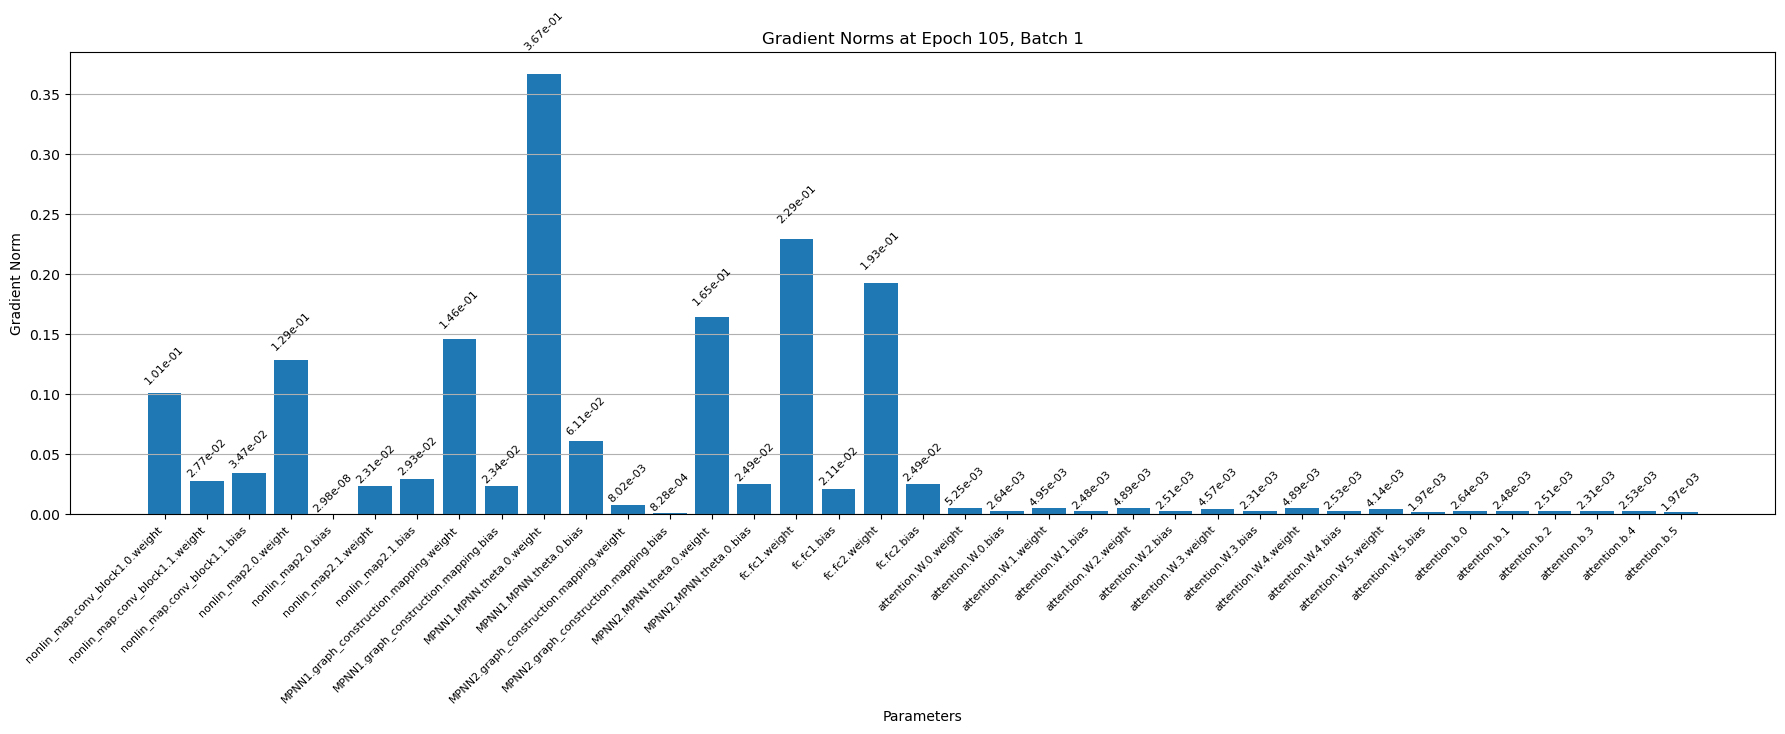 Gradient Norms at Epoch 105, Batch 1
Gradient Norm
0.35
0.30
0.25
0.20
0.15
0.10
0.05
0.00
1.01e-01
2.77e-02
3.47e-02
1.29e-01
2.98e-08
2.31e-02
2.93e-02
1.46e-01
2.34e-02
3.67e-01
6.11e-02
8.02e-03
8.28e-04
1.65e-01
2.49e-02
2.29e-01
2.11e-02
1.93e-01
2.49e-02
5.25e-03
2.64e-03
4.95e-03
2.48e-03
4.89e-03
2.51e-03
4.57e-03
2.31e-03
4.89e-03
2.53e-03
4.14e-03
1.97e-03
2.64e-03
2.48e-03
2.51e-03
2.31e-03
2.53e-03
1.97e-03
nonlin_map.conv_block1.0.weight
nonlin_map.conv_block1.1.weight
nonlin_map.conv_block1.1.bias
nonlin_map2.0.weight
nonlin_map2.0.bias
nonlin_map2.1.weight
nonlin_map2.1.bias
MPNN1.graph_construction.mapping.weight
MPNN1.graph_construction.mapping.bias
MPNN1.MPNN.theta.0.weight
MPNN1.MPNN.theta.0.bias
MPNN2.graph_construction.mapping.weight
MPNN2.graph_construction.mapping.bias
MPNN2.MPNN.theta.0.weight
MPNN2.MPNN.theta.0.bias
fc.fc1.weight
fc.fc1.bias
fc.fc2.weight
fc.fc2.bias
attention.W.0.weight
attention.W.0.bias
attention.W.1.weight
attention.W.1.bias
attention.W.2.weight
attention.W.2.bias
attention.W.3.weight
attention.W.3.bias
attention.W.4.weight
attention.W.4.bias
attention.W.5.weight
attention.W.5.bias
attention.b.0
attention.b.1
attention.b.2
attention.b.3
attention.b.4
attention.b.5
Parameters